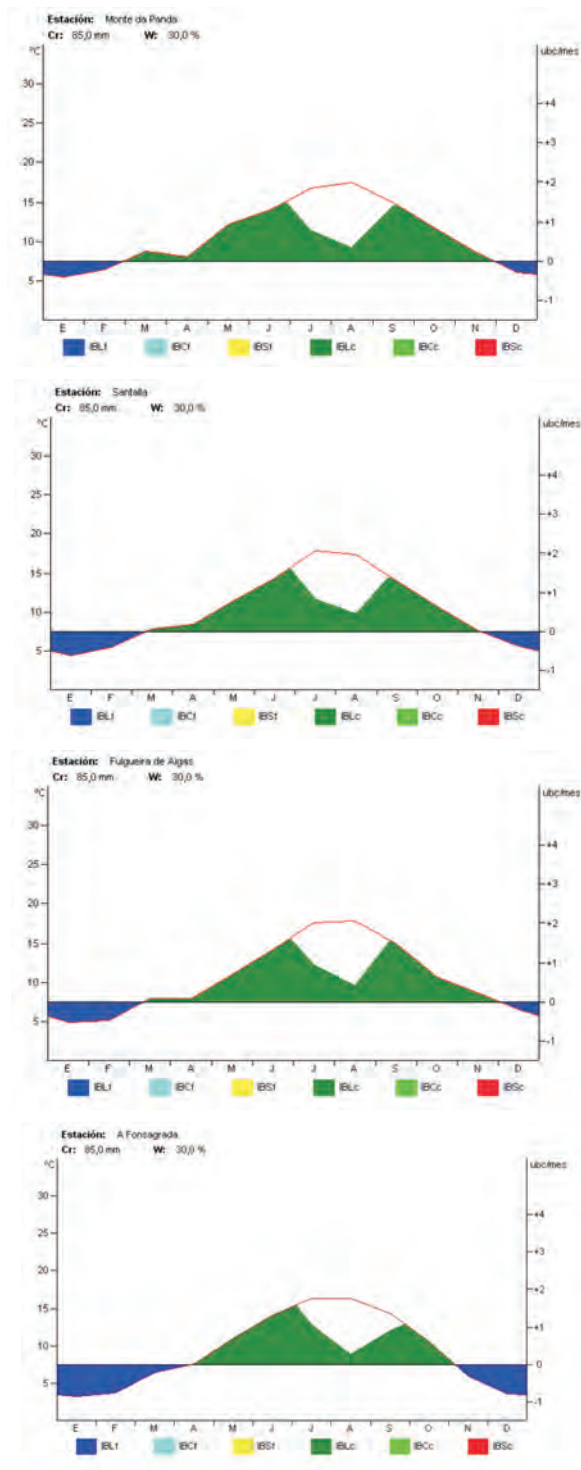 Estación: Monte da Panda
Cr: 85,0 mm W: 30,0 %
ºC ubc/mes
30
+4
25
+3
20
+2
15
+1
10
0
5
-1
E F M A M J J A S O N D
IBLf IBCf IBSf IBLc IBCc IBSc
Estación: Santalla
Cr: 85,0 mm W: 30,0 %
ºC ubc/mes
30
+4
25
+3
20
+2
15
+1
10
0
5
-1
E F M A M J J A S O N D
IBLf IBCf IBSf IBLc IBCc IBSc
Estación: Fulgueira de Aigas
Cr: 85,0 mm W: 30,0 %
ºC ubc/mes
30
+4
25
+3
20
+2
15
+1
10
0
5
-1
E F M A M J J A S O N D
IBLf IBCf IBSf IBLc IBCc IBSc
Estación: A Fonsagrada
Cr: 85,0 mm W: 30,0 %
ºC ubc/mes
30
+4
25
+3
20
+2
15
+1
10
0
5
-1
E F M A M J J A S O N D
IBLf IBCf IBSf IBLc IBCc IBSc